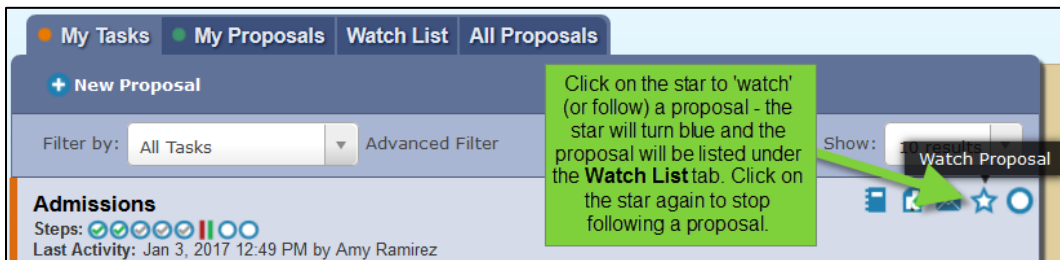 My Tasks My Proposals Watch List All Proposals
New Proposal
Click on the star to 'watch'
(or follow) a proposal - the
star will turn blue and the
proposal will be listed under
the Watch List tab. Click on
the star again to stop
following a proposal.
Filter by: All Tasks Advanced Filter Show: 10 results
Watch Proposal
Admissions
Steps:
Last Activity: Jan 3, 2017 12:49 PM by Amy Ramirez